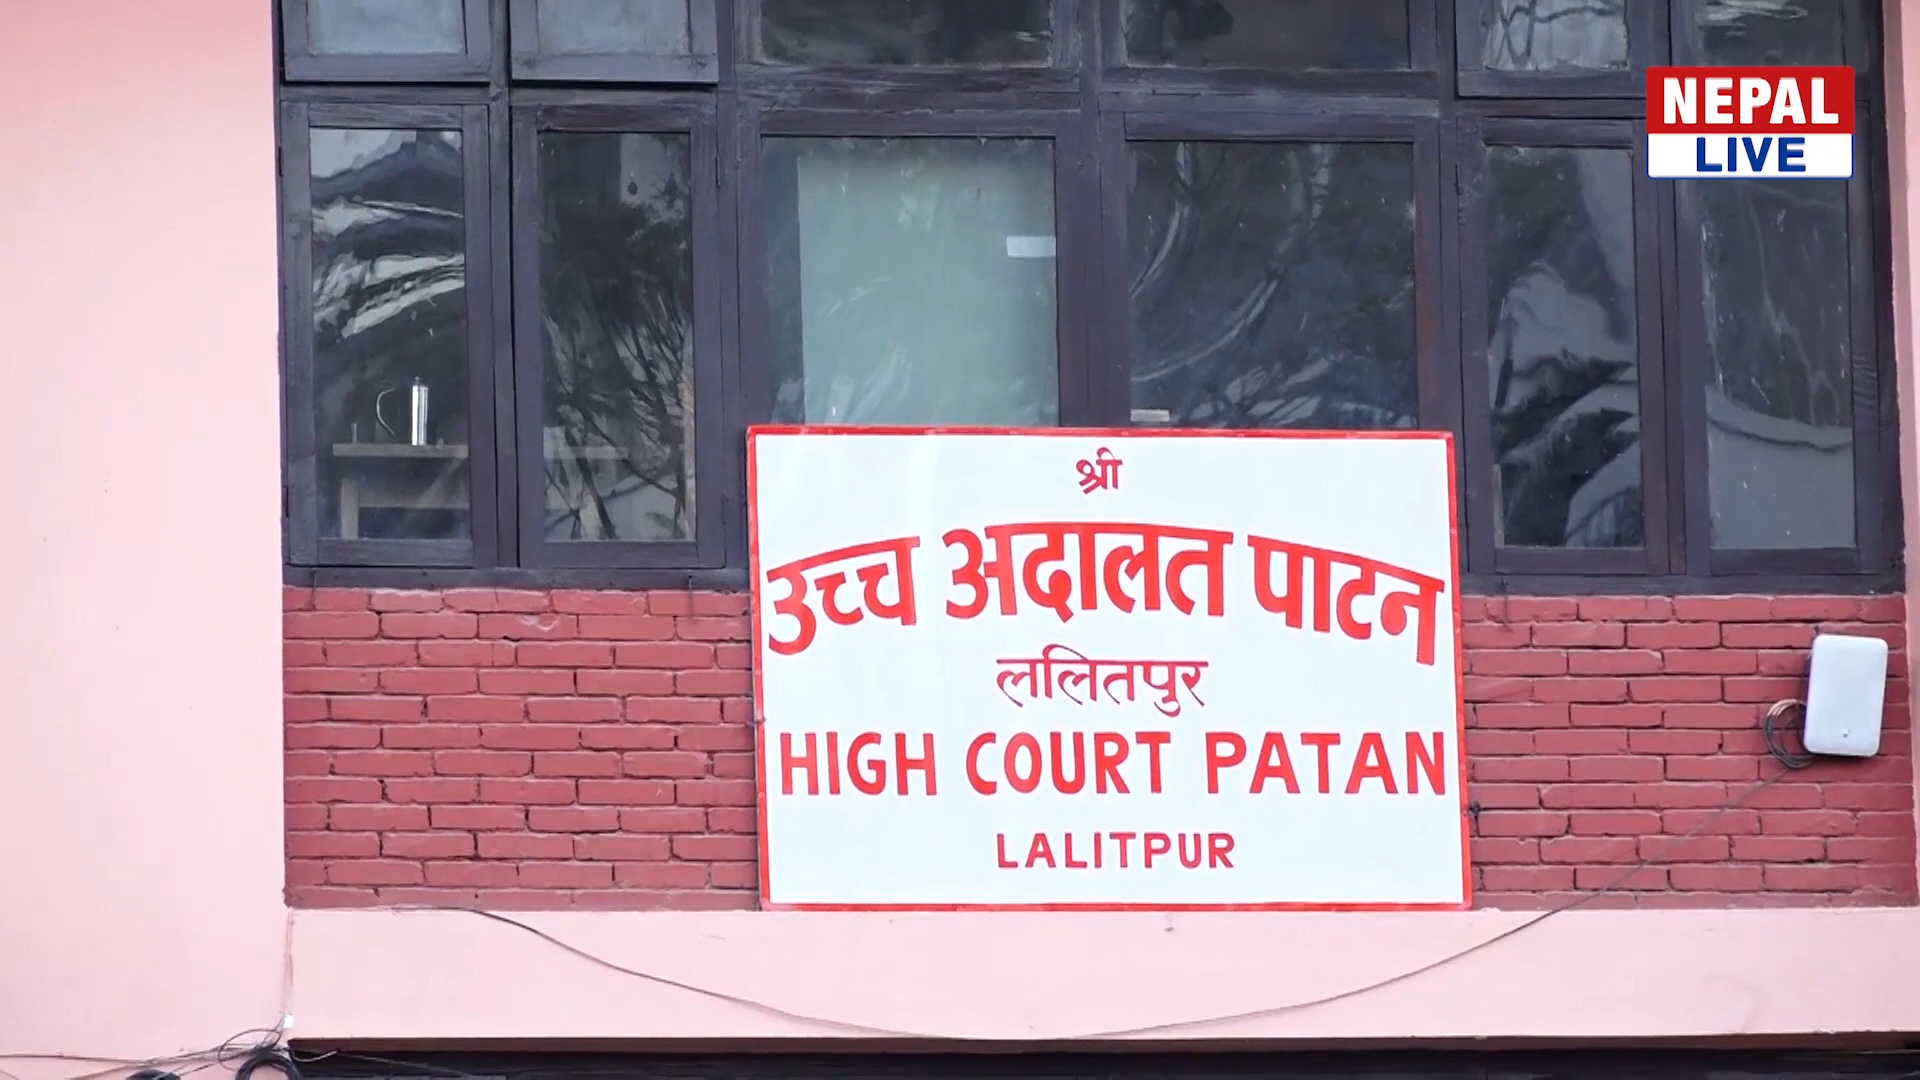 NEPAL
LIVE
श्री
उच्च अदालत पाटन
ललितपुर
HIGH COURT PATAN
LALITPUR